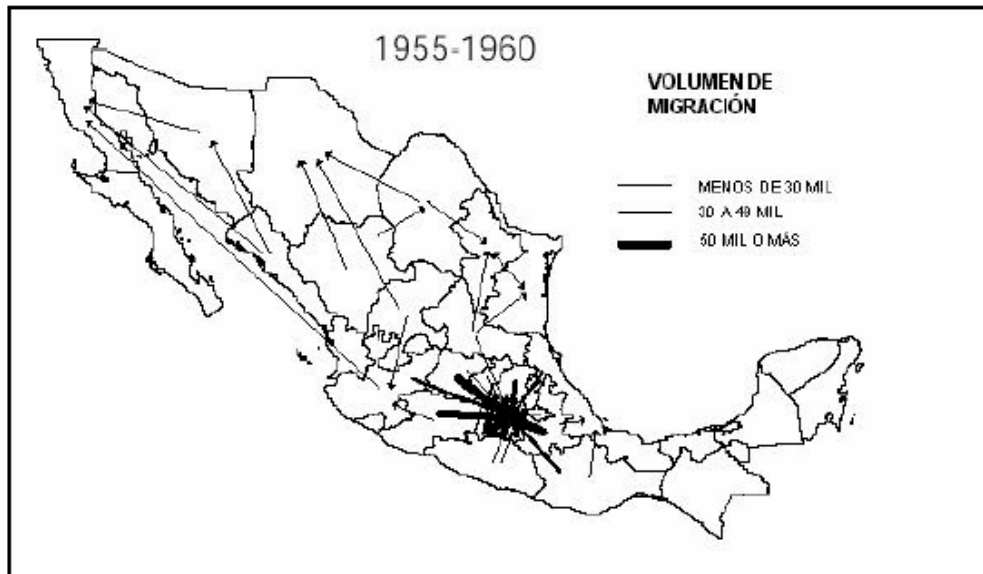 1955-1960
VOLUMEN DE
MIGRACIÓN
MENOS DE 30 MIL
30 A 49 MIL
50 MIL O MÁS